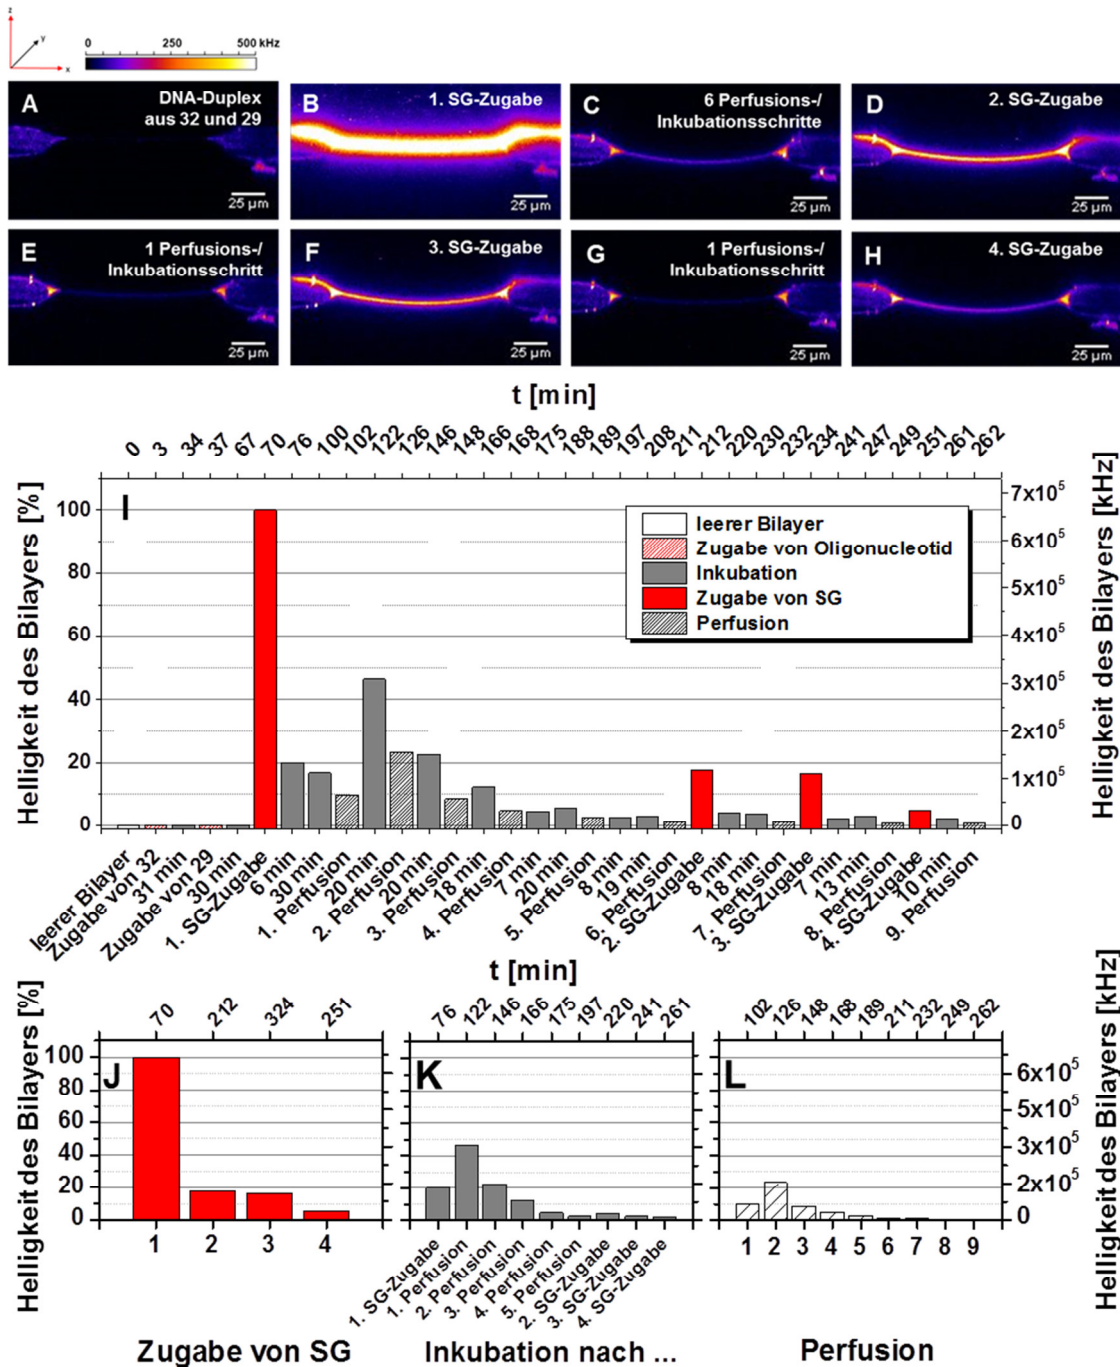 z
Y
X
0 250 500 kHz
A DNA-Duplex
aus 32 und 29
25 µm
B 1. SG-Zugabe
25 µm
C 6 Perfusions-/
Inkubationsschritte
25 µm
D 2. SG-Zugabe
25 µm
E 1 Perfusions-/
Inkubationsschritt
25 µm
F 3. SG-Zugabe
25 µm
G 1 Perfusions-/
Inkubationsschritt
25 µm
H 4. SG-Zugabe
25 µm
t [min]
0 3 34 37 67 70 76 100 102 122 126 146 148 166 168 175 188 189 197 208 211 212 220 230 232 234 241 247 249 251 261 262
Helligkeit des Bilayers [%]
100
80
60
40
20
0
I
leerer Bilayer
Zugabe von Oligonucleotid
Inkubation
Zugabe von SG
Perfusion
7x10⁵
6x10⁵
5x10⁵
4x10⁵
3x10⁵
2x10⁵
1x10⁵
0
Helligkeit des Bilayers [kHz]
leerer Bilayer
Zugabe von 32
31 min
Zugabe von 29
30 min
1. SG-Zugabe
6 min
30 min
1. Perfusion
20 min
2. Perfusion
20 min
3. Perfusion
18 min
4. Perfusion
7 min
20 min
5. Perfusion
8 min
19 min
6. Perfusion
2. SG-Zugabe
8 min
18 min
7. Perfusion
3. SG-Zugabe
7 min
13 min
8. Perfusion
4. SG-Zugabe
10 min
9. Perfusion
t [min]
Helligkeit des Bilayers [%]
100
80
60
40
20
0
70 212 324 251
J
1 2 3 4
Zugabe von SG
76 122 146 166 175 197 220 241 261
K
1. SG-Zugabe
1. Perfusion
2. Perfusion
3. Perfusion
4. Perfusion
5. Perfusion
2. SG-Zugabe
3. SG-Zugabe
4. SG-Zugabe
Inkubation nach ...
102 126 148 168 189 211 232 249 262
L
1 2 3 4 5 6 7 8 9
Perfusion
6x10⁵
5x10⁵
3x10⁵
2x10⁵
0
Helligkeit des Bilayers [kHz]